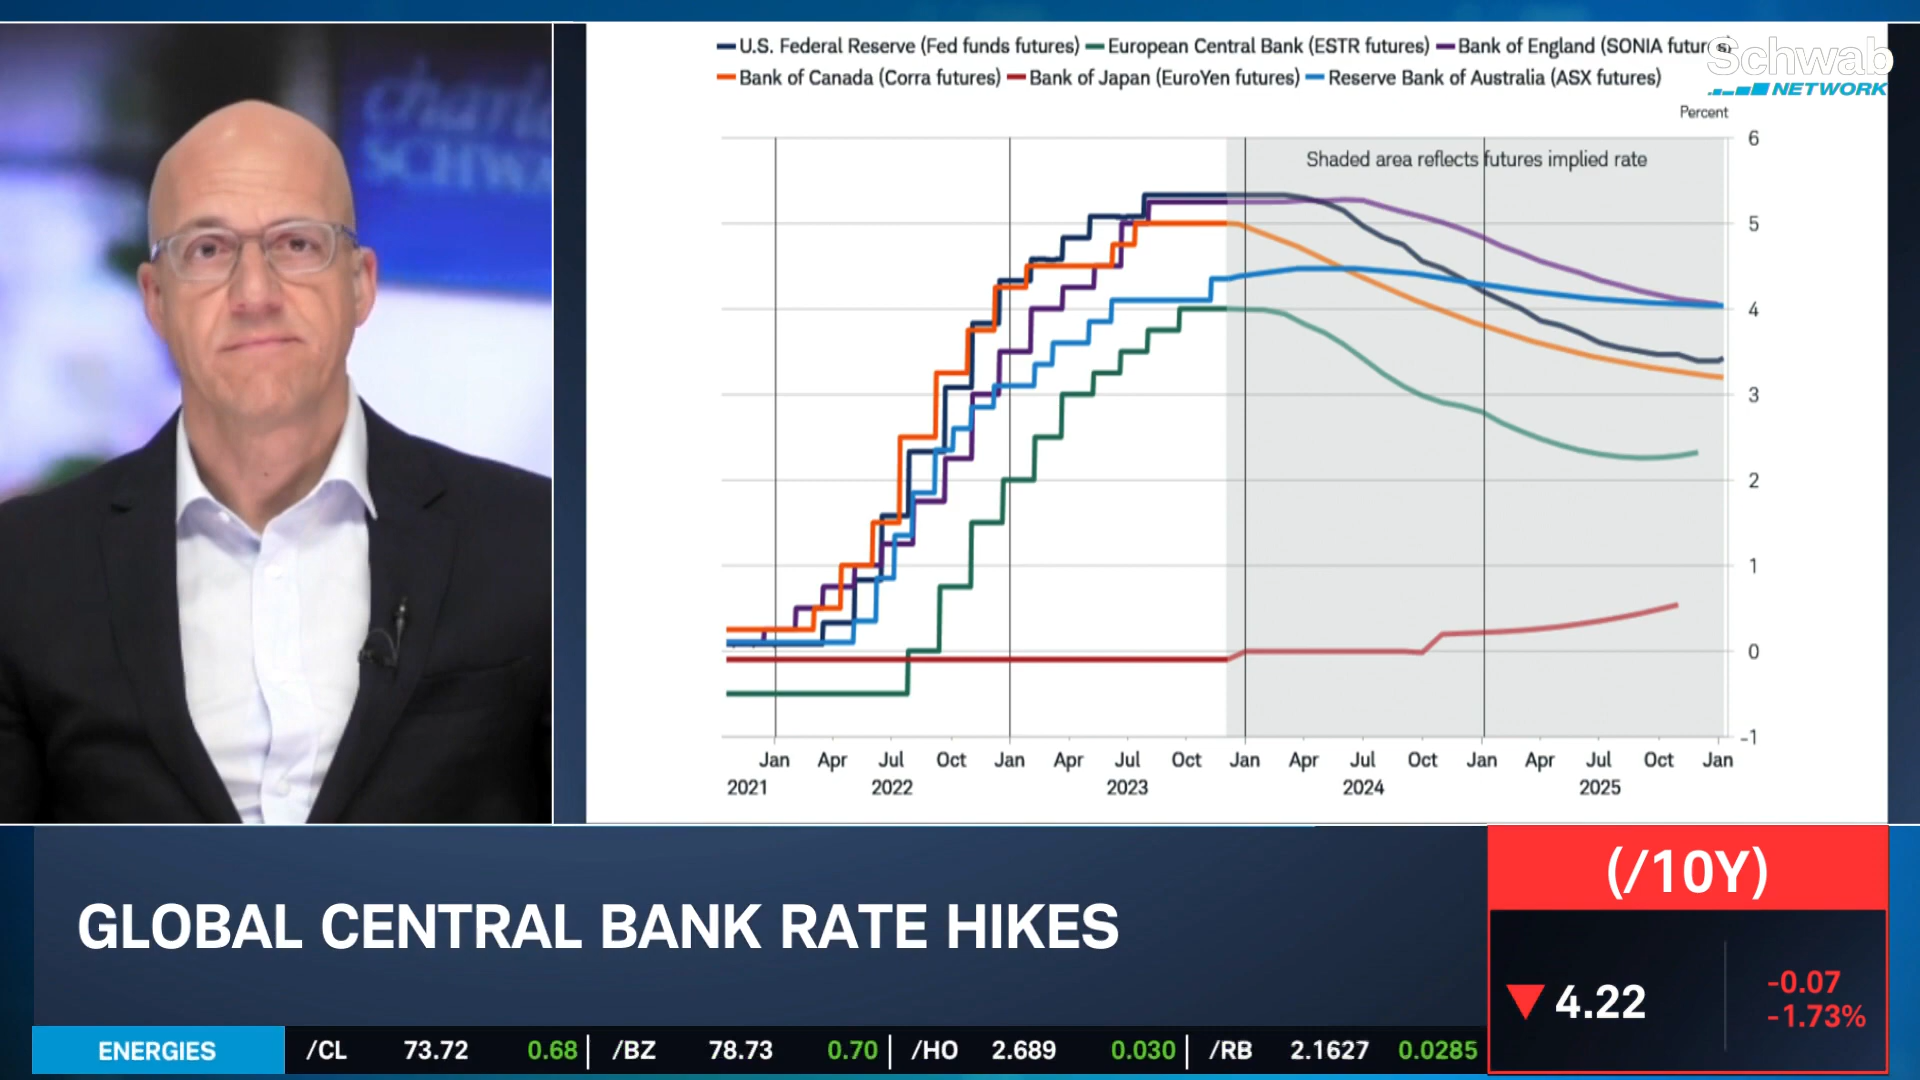 charl
SCHWA
U.S. Federal Reserve (Fed funds futures) European Central Bank (ESTR futures) Bank of England (SONIA futures)
Bank of Canada (Corra futures) Bank of Japan (EuroYen futures) Reserve Bank of Australia (ASX futures)
Schwab
NETWORK
Percent
Shaded area reflects futures implied rate
6
5
4
3
2
1
0
-1
Jan Apr Jul Oct Jan Apr Jul Oct Jan Apr Jul Oct Jan Apr Jul Oct Jan
2021 2022 2023 2024 2025
GLOBAL CENTRAL BANK RATE HIKES
(/10Y)
4.22
-0.07
-1.73%
ENERGIES /CL 73.72 0.68 /BZ 78.73 0.70 /HO 2.689 0.030 /RB 2.1627 0.0285